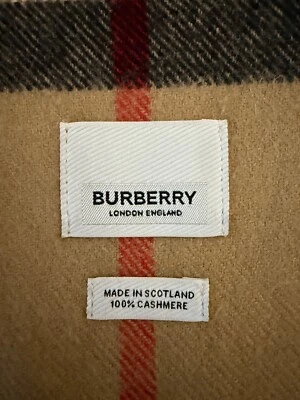 BURBERRY
LONDON ENGLAND
MADE IN SCOTLAND
100% CASHMERE